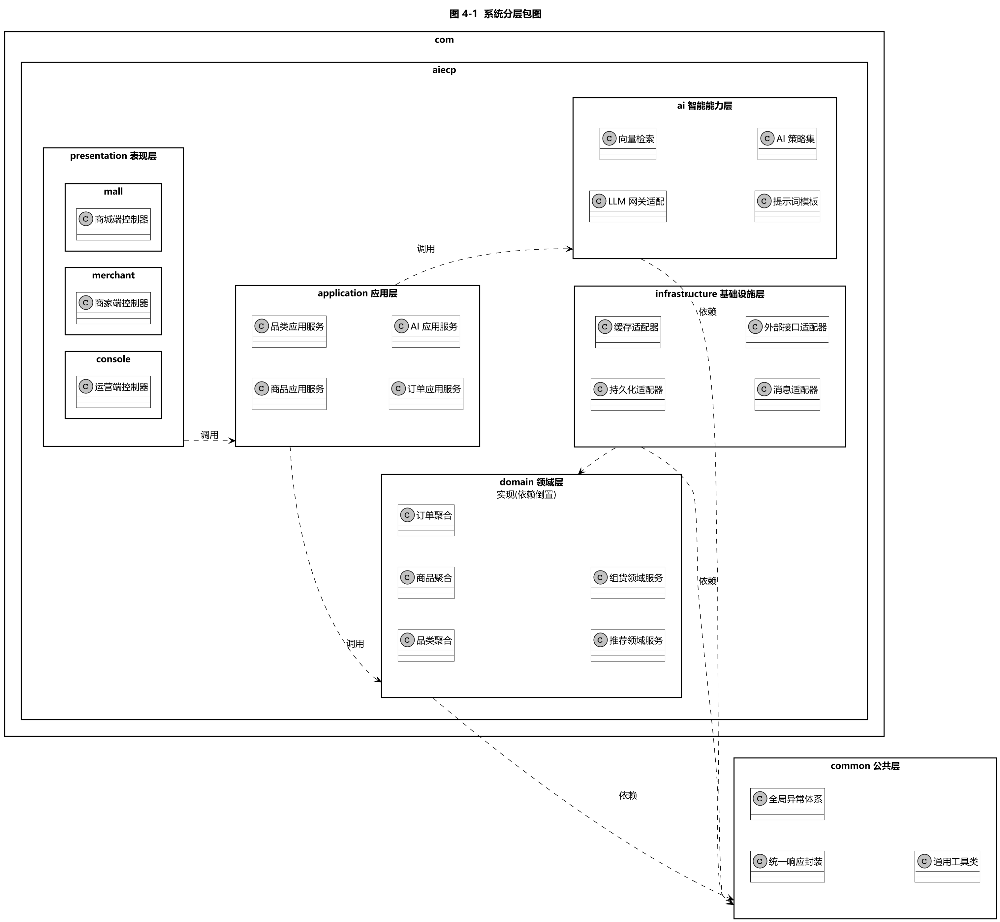 图 4-1  系统分层包图
com
aiecp
ai 智能能力层
C 向量检索
C AI 策略集
C LLM 网关适配
C 提示词模板
presentation 表现层
mall
C 商城端控制器
merchant
C 商家端控制器
console
C 运营端控制器
调用
调用
application 应用层
C 品类应用服务
C AI 应用服务
C 商品应用服务
C 订单应用服务
infrastructure 基础设施层
依赖
C 缓存适配器
C 外部接口适配器
C 持久化适配器
C 消息适配器
domain 领域层
实现(依赖倒置)
C 订单聚合
C 商品聚合
C 组货领域服务
C 品类聚合
C 推荐领域服务
依赖
调用
依赖
common 公共层
C 全局异常体系
C 统一响应封装
C 通用工具类